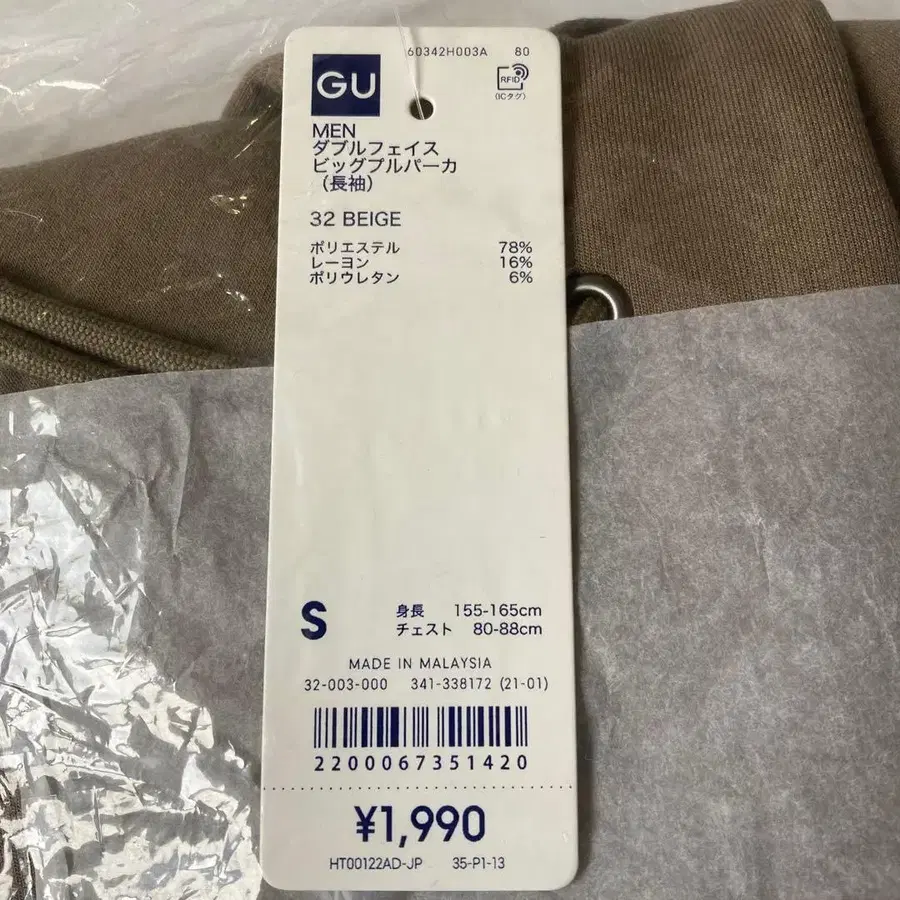 60342H003A 80
GU
RFID
(ICタグ)
MEN
ダブルフェイス
ビッグプルパーカ
(長袖)
32 BEIGE
ポリエステル 78%
レーヨン 16%
ポリウレタン 6%
S
身長 155-165cm
チェスト 80-88cm
MADE IN MALAYSIA
32-003-000 341-338172 (21-01)
2200067351420
¥1,990
HT00122AD-JP 35-P1-13